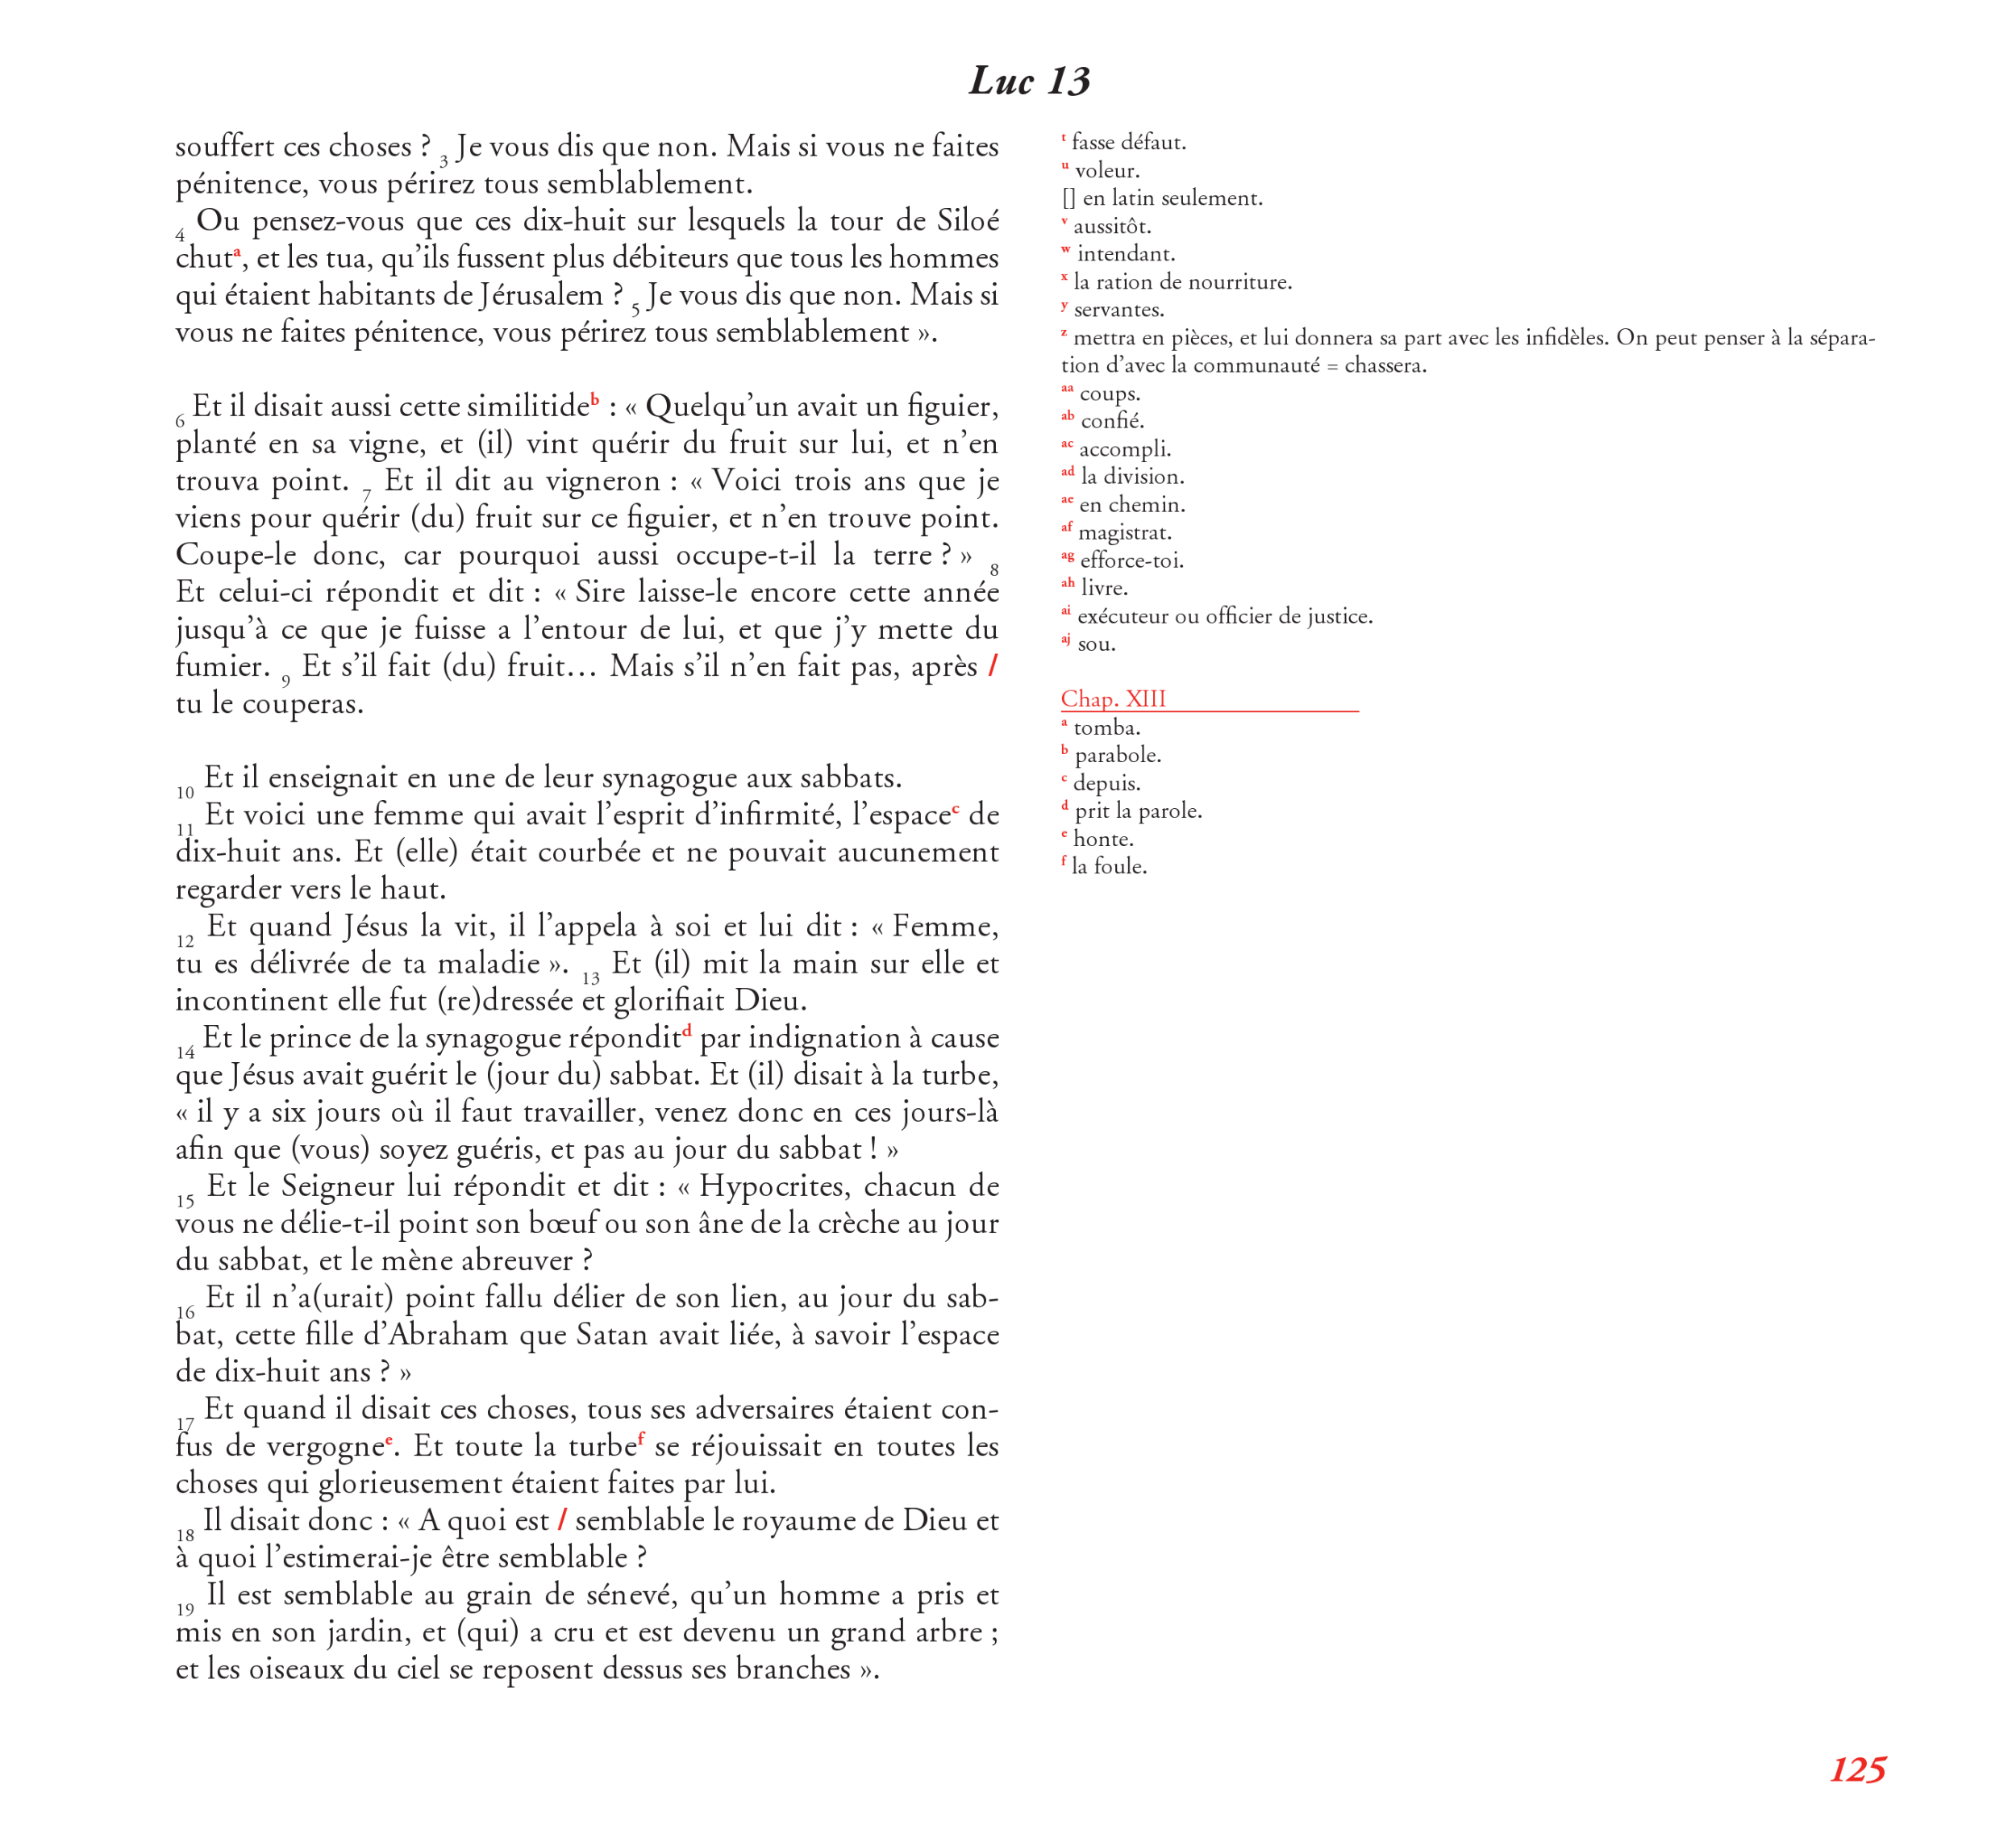 Luc 13
souffert ces choses ? 3 Je vous dis que non. Mais si vous ne faites
pénitence, vous périrez tous semblablement.
4 Ou pensez-vous que ces dix-huit sur lesquels la tour de Siloé
chutᵃ, et les tua, qu’ils fussent plus débiteurs que tous les hommes
qui étaient habitants de Jérusalem ? 5 Je vous dis que non. Mais si
vous ne faites pénitence, vous périrez tous semblablement ».
6 Et il disait aussi cette similitideᵇ : « Quelqu’un avait un figuier,
planté en sa vigne, et (il) vint quérir du fruit sur lui, et n’en
trouva point. 7 Et il dit au vigneron : « Voici trois ans que je
viens pour quérir (du) fruit sur ce figuier, et n’en trouve point.
Coupe-le donc, car pourquoi aussi occupe-t-il la terre ? » 8
Et celui-ci répondit et dit : « Sire laisse-le encore cette année
jusqu’à ce que je fuisse a l’entour de lui, et que j’y mette du
fumier. 9 Et s’il fait (du) fruit… Mais s’il n’en fait pas, après /
tu le couperas.
10 Et il enseignait en une de leur synagogue aux sabbats.
11 Et voici une femme qui avait l’esprit d’infirmité, l’espaceᶜ de
dix-huit ans. Et (elle) était courbée et ne pouvait aucunement
regarder vers le haut.
12 Et quand Jésus la vit, il l’appela à soi et lui dit : « Femme,
tu es délivrée de ta maladie ». 13 Et (il) mit la main sur elle et
incontinent elle fut (re)dressée et glorifiait Dieu.
14 Et le prince de la synagogue réponditᵈ par indignation à cause
que Jésus avait guérit le (jour du) sabbat. Et (il) disait à la turbe,
« il y a six jours où il faut travailler, venez donc en ces jours-là
afin que (vous) soyez guéris, et pas au jour du sabbat ! »
15 Et le Seigneur lui répondit et dit : « Hypocrites, chacun de
vous ne délie-t-il point son bœuf ou son âne de la crèche au jour
du sabbat, et le mène abreuver ?
16 Et il n’a(urait) point fallu délier de son lien, au jour du sab-
bat, cette fille d’Abraham que Satan avait liée, à savoir l’espace
de dix-huit ans ? »
17 Et quand il disait ces choses, tous ses adversaires étaient con-
fus de vergogneᵉ. Et toute la turbeᶠ se réjouissait en toutes les
choses qui glorieusement étaient faites par lui.
18 Il disait donc : « A quoi est / semblable le royaume de Dieu et
à quoi l’estimerai-je être semblable ?
19 Il est semblable au grain de sénevé, qu’un homme a pris et
mis en son jardin, et (qui) a cru et est devenu un grand arbre ;
et les oiseaux du ciel se reposent dessus ses branches ».
t fasse défaut.
u voleur.
[] en latin seulement.
v aussitôt.
w intendant.
x la ration de nourriture.
y servantes.
z mettra en pièces, et lui donnera sa part avec les infidèles. On peut penser à la sépara-
tion d’avec la communauté = chassera.
aa coups.
ab confié.
ac accompli.
ad la division.
ae en chemin.
af magistrat.
ag efforce-toi.
ah livre.
ai exécuteur ou officier de justice.
aj sou.
Chap. XIII
a tomba.
b parabole.
c depuis.
d prit la parole.
e honte.
f la foule.
125